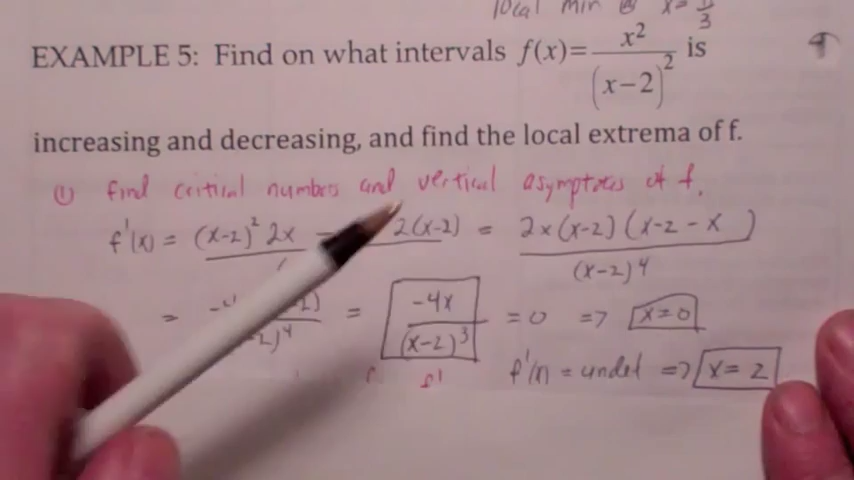 local min @ x = π/3
EXAMPLE 5: Find on what intervals f(x)= x²/(x−2)² is
increasing and decreasing, and find the local extrema of f.
① Find critical numbers and vertical asymptotes of f.
f'(x) = (x-2)² 2x − 2(x-2) = 2x(x-2)(x-2-x)/(x-2)⁴
= = -4x/(x-2)³ = 0 => x=0
f' f'(x) = undef => x = 2